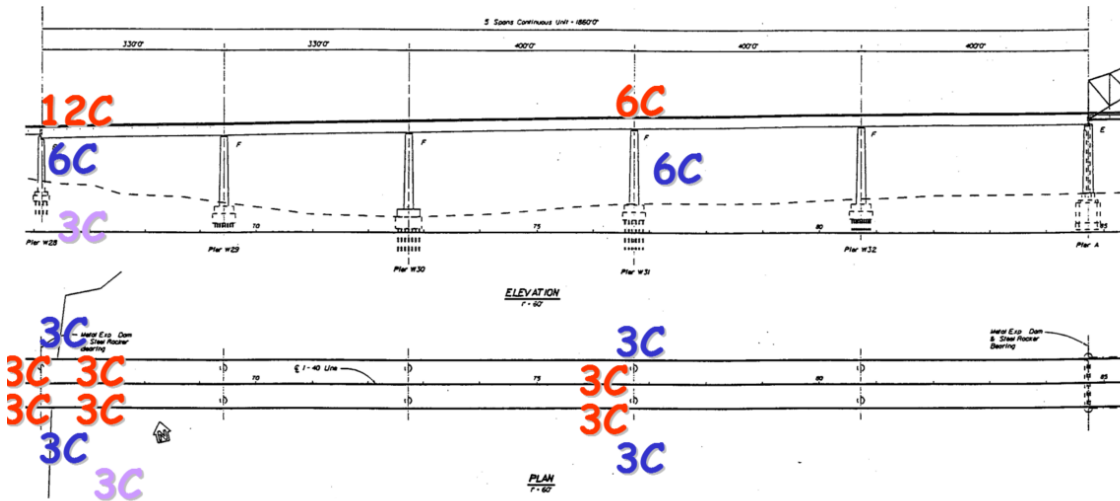 5 Spans Continuous Unit - 1860'0"
330'0" 330'0" 400'0" 400'0" 400'0"
12C 6C
F F F F E
6C 6C
3C
70 75 80 85
Pier W28 Pier W29 Pier W30 Pier W31 Pier W32 Pier A
ELEVATION
1" - 60'
3C Metal Exp. Dam & Steel Rocker Bearing
3C
Metal Exp. Dam & Steel Rocker Bearing
3C 3C 70 ℄ I-40 Line 75 3C 80 85
3C 3C 3C
3C 3C
3C
PLAN
1" - 60'